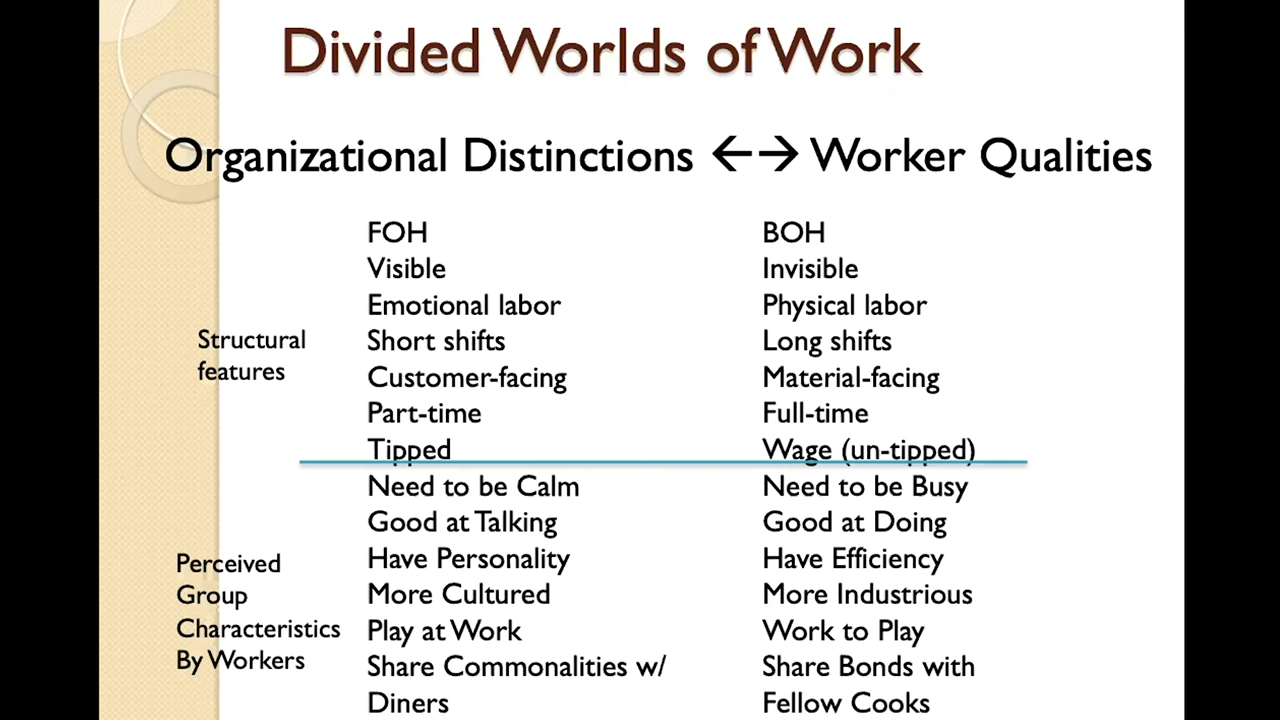 Divided Worlds of Work
Organizational Distinctions ←→ Worker Qualities
FOH BOH
Visible Invisible
Emotional labor Physical labor
Structural features
Short shifts Long shifts
Customer-facing Material-facing
Part-time Full-time
Tipped Wage (un-tipped)
Need to be Calm Need to be Busy
Good at Talking Good at Doing
Perceived
Group
Characteristics
By Workers
Have Personality Have Efficiency
More Cultured More Industrious
Play at Work Work to Play
Share Commonalities w/ Share Bonds with
Diners Fellow Cooks